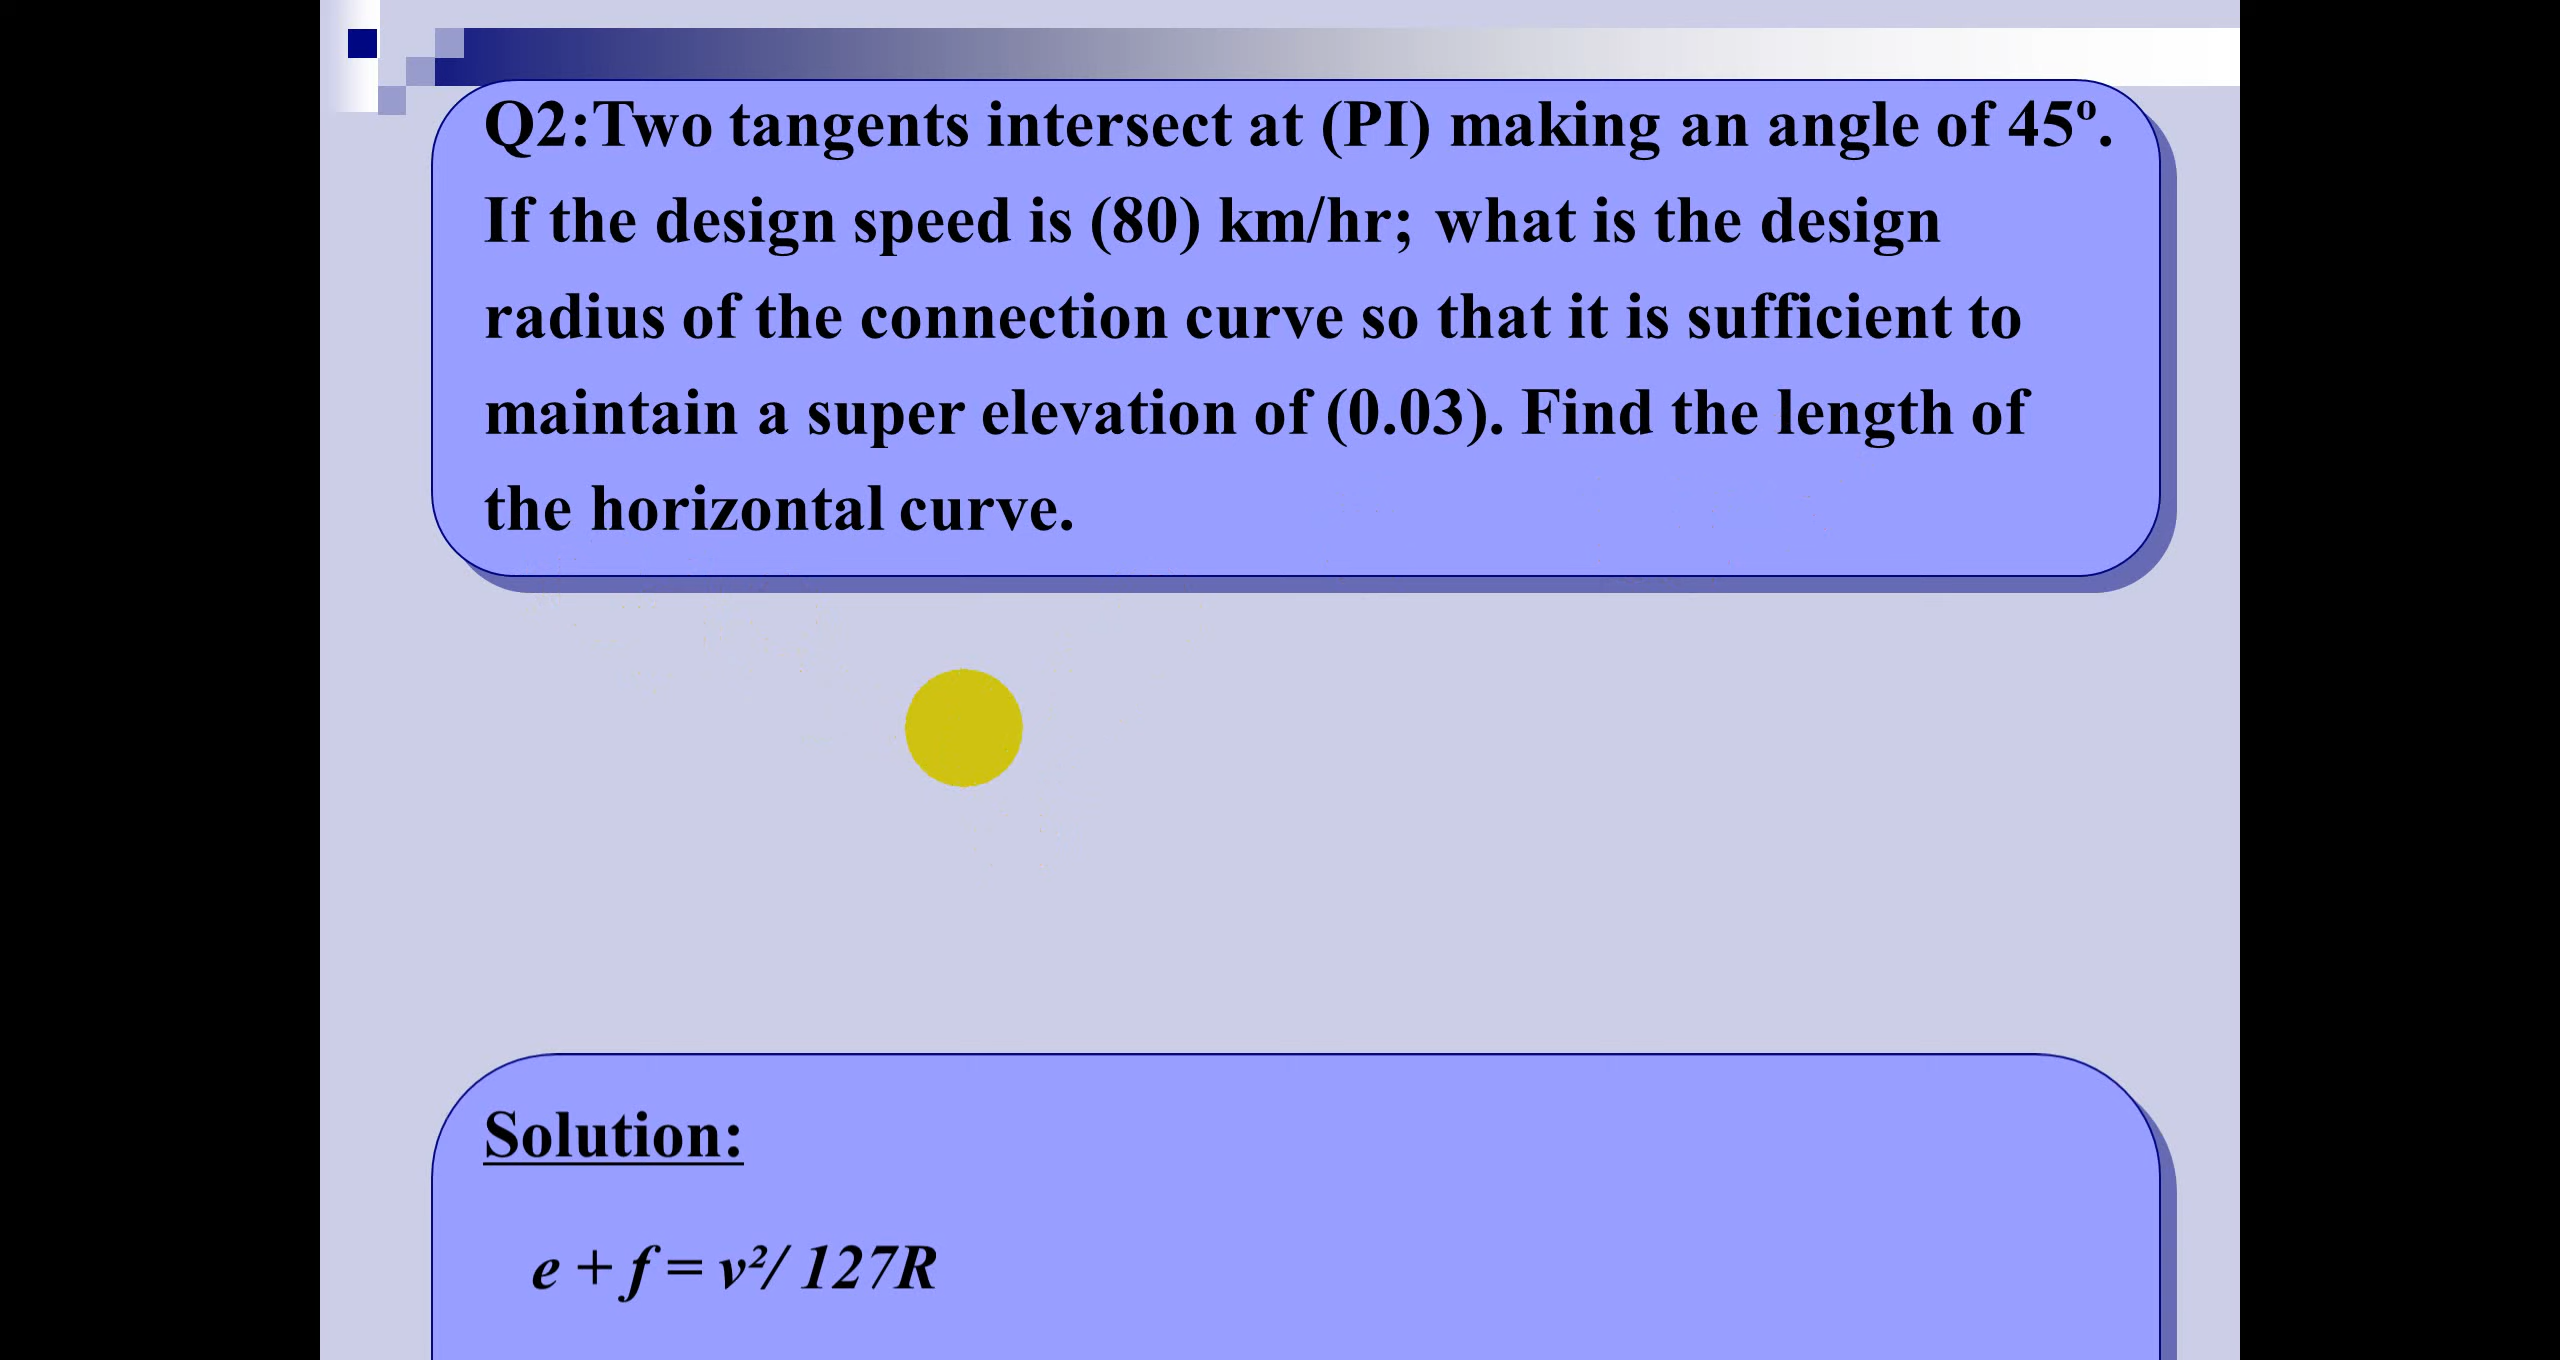 Q2:Two tangents intersect at (PI) making an angle of 45º.
If the design speed is (80) km/hr; what is the design
radius of the connection curve so that it is sufficient to
maintain a super elevation of (0.03). Find the length of
the horizontal curve.
Solution:
e + f = v²/ 127R